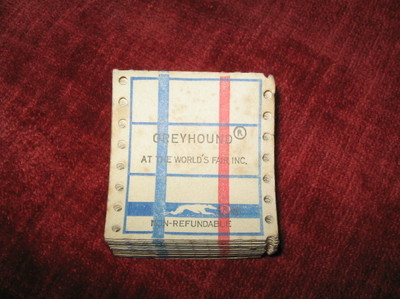 GREYHOUND®
AT THE WORLD'S FAIR, INC.
NON-REFUNDABLE